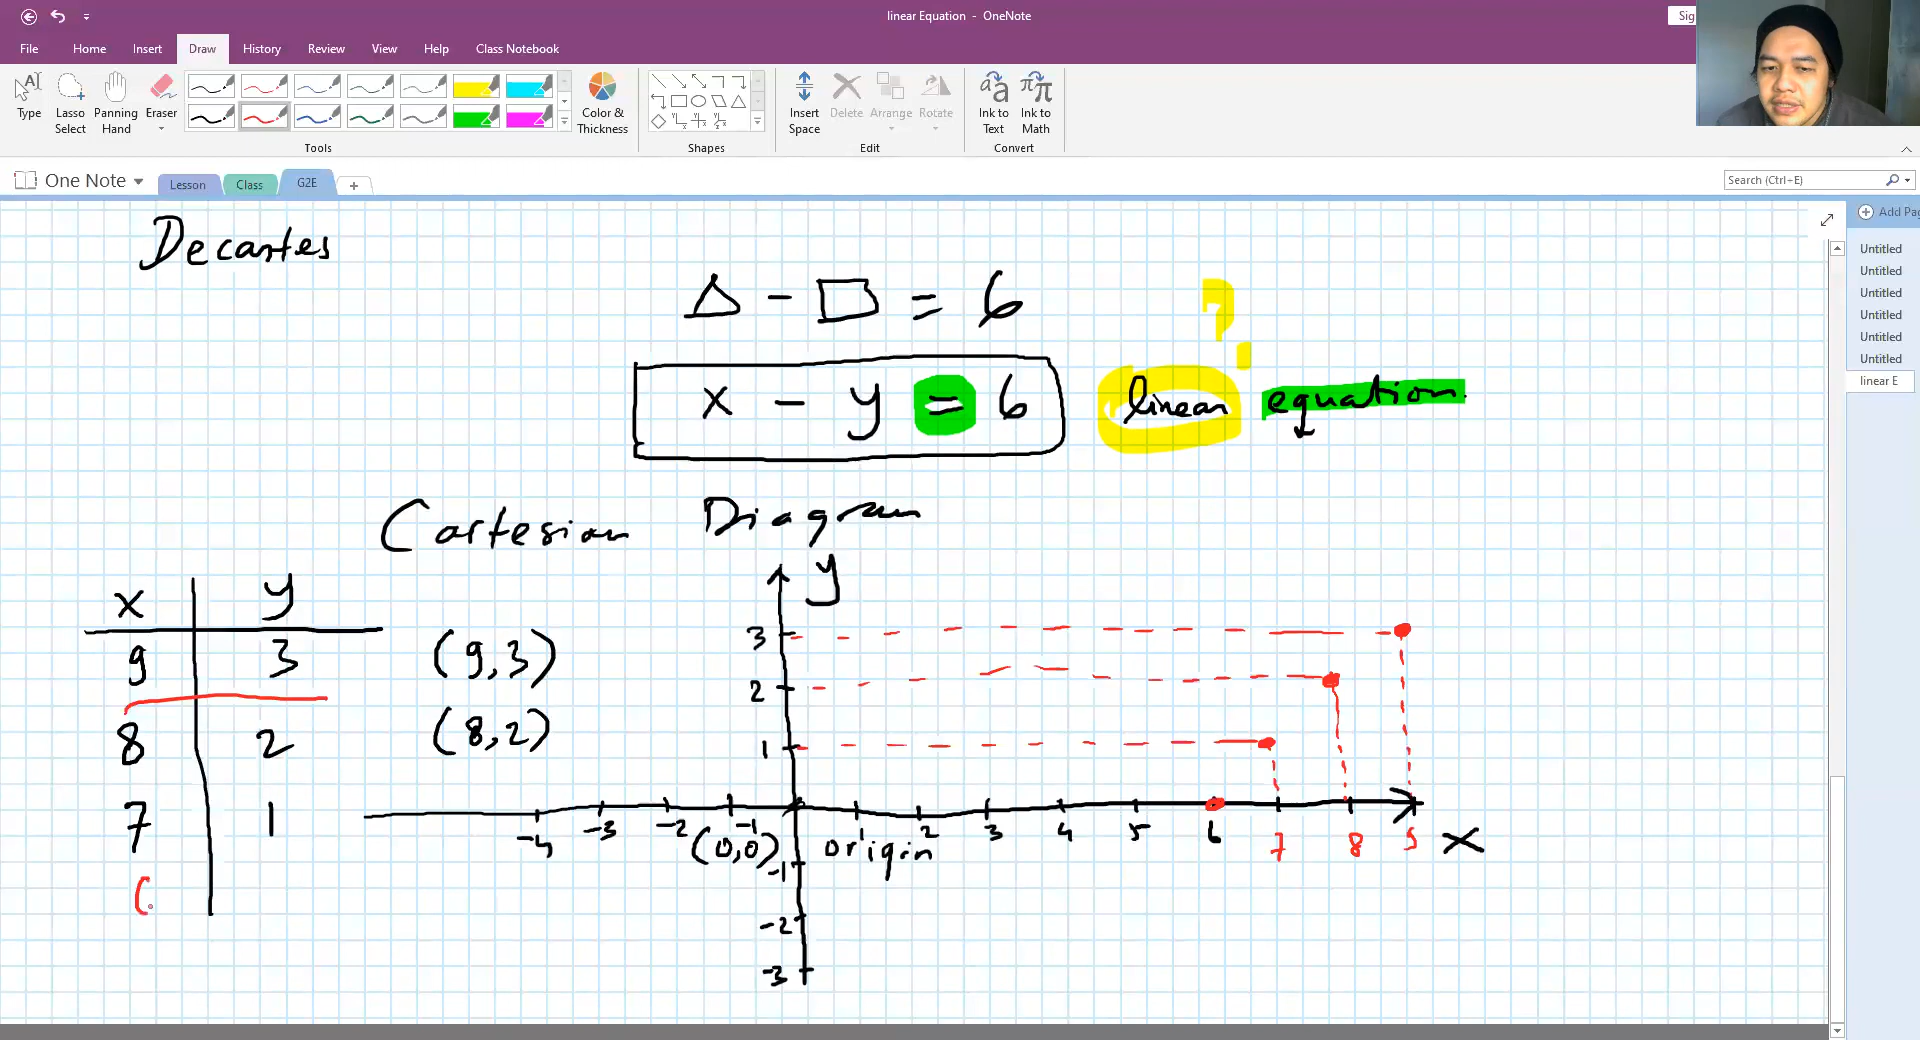 linear Equation - OneNote
Sig
File Home Insert Draw History Review View Help Class Notebook
Type
Lasso Select
Panning Hand
Eraser
Color & Thickness
Insert Space
Delete
Arrange
Rotate
Ink to Text
Ink to Math
Tools Shapes Edit Convert
One Note Lesson Class G2E
Search (Ctrl+E)
Add Pag
Untitled
Untitled
Untitled
Untitled
Untitled
Untitled
linear E
Decartes
△ - □ = 6
x - y = 6 linear equation.
?
Cartesian Diagram
x y
9 3 (9,3)
8 2 (8,2)
7 1
(
y
3
2
1
-4 -3 -2 -1 1 2 3 4 5 6 7 8 9 x
(0,0) origin
-1
-2
-3